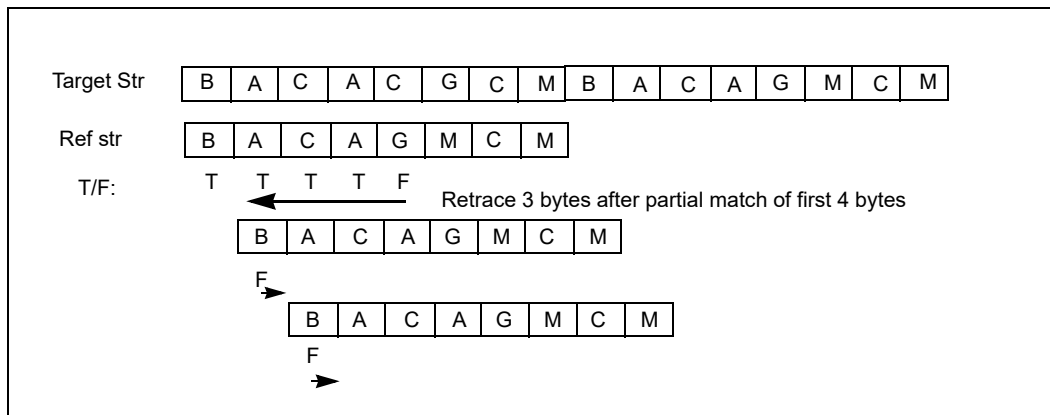 Target Str B A C A C G C M B A C A G M C M
Ref str B A C A G M C M
T/F: T T T T F
Retrace 3 bytes after partial match of first 4 bytes
B A C A G M C M
F
B A C A G M C M
F